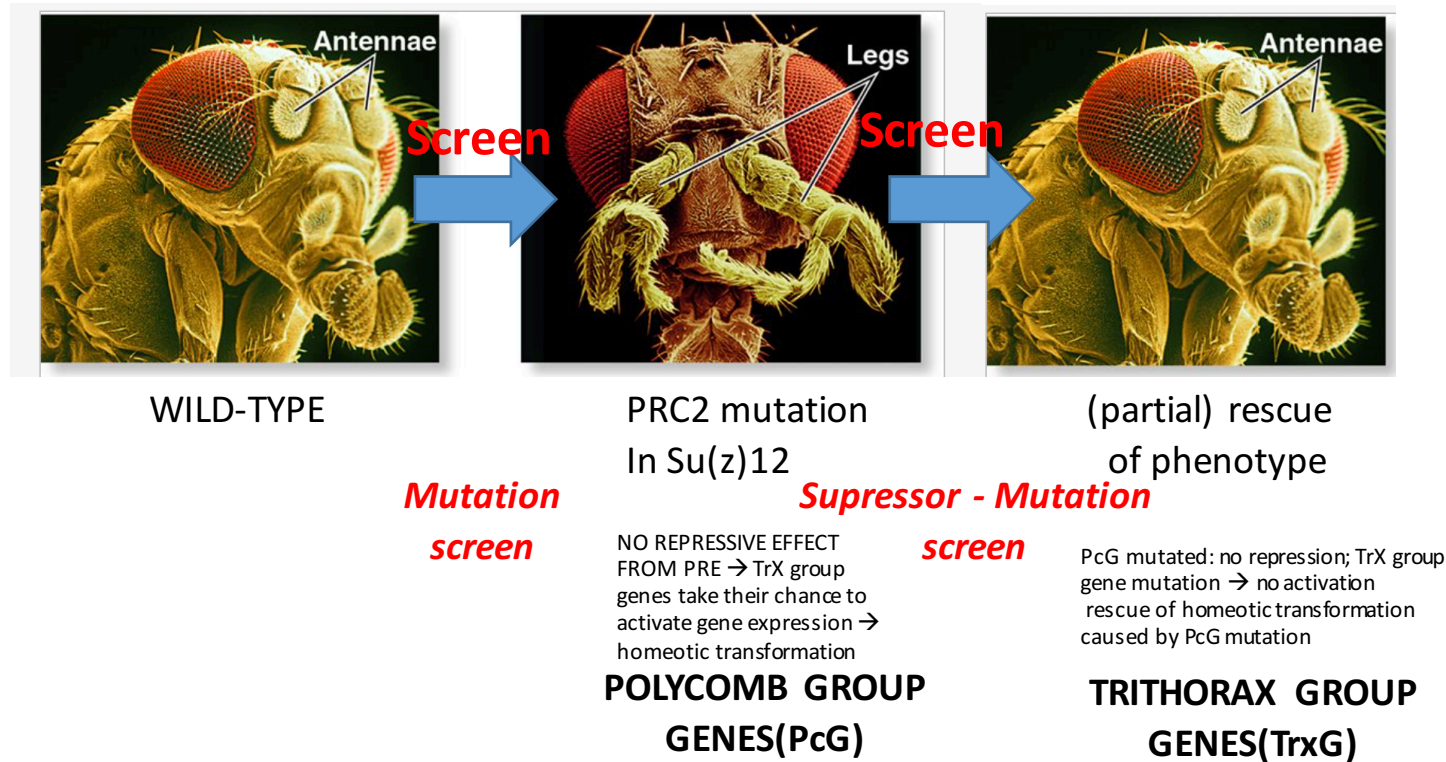 Antennae
Legs
Antennae
Screen
Screen
WILD-TYPE
PRC2 mutation
In Su(z)12
(partial) rescue
of phenotype
Mutation
screen
Supressor - Mutation
screen
NO REPRESSIVE EFFECT
FROM PRE → TrX group
genes take their chance to
activate gene expression →
homeotic transformation
POLYCOMB GROUP
GENES(PcG)
PcG mutated: no repression; TrX group
gene mutation → no activation
rescue of homeotic transformation
caused by PcG mutation
TRITHORAX GROUP
GENES(TrxG)